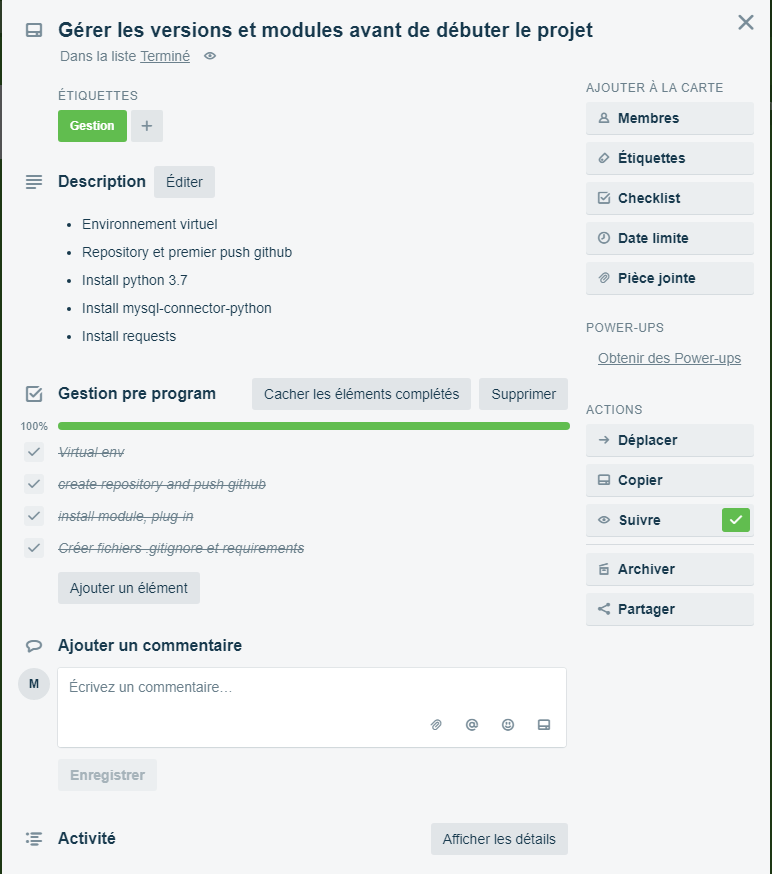 Gérer les versions et modules avant de débuter le projet
Dans la liste Terminé
ÉTIQUETTES
Gestion
+
Description
Éditer
Environnement virtuel
Repository et premier push github
Install python 3.7
Install mysql-connector-python
Install requests
Gestion pre program
Cacher les éléments complétés
Supprimer
100%
Virtual env
create repository and push github
install module, plug in
Créer fichiers .gitignore et requirements
Ajouter un élément
Ajouter un commentaire
M
Écrivez un commentaire…
@
Enregistrer
Activité
Afficher les détails
AJOUTER À LA CARTE
Membres
Étiquettes
Checklist
Date limite
Pièce jointe
POWER-UPS
Obtenir des Power-ups
ACTIONS
Déplacer
Copier
Suivre
Archiver
Partager